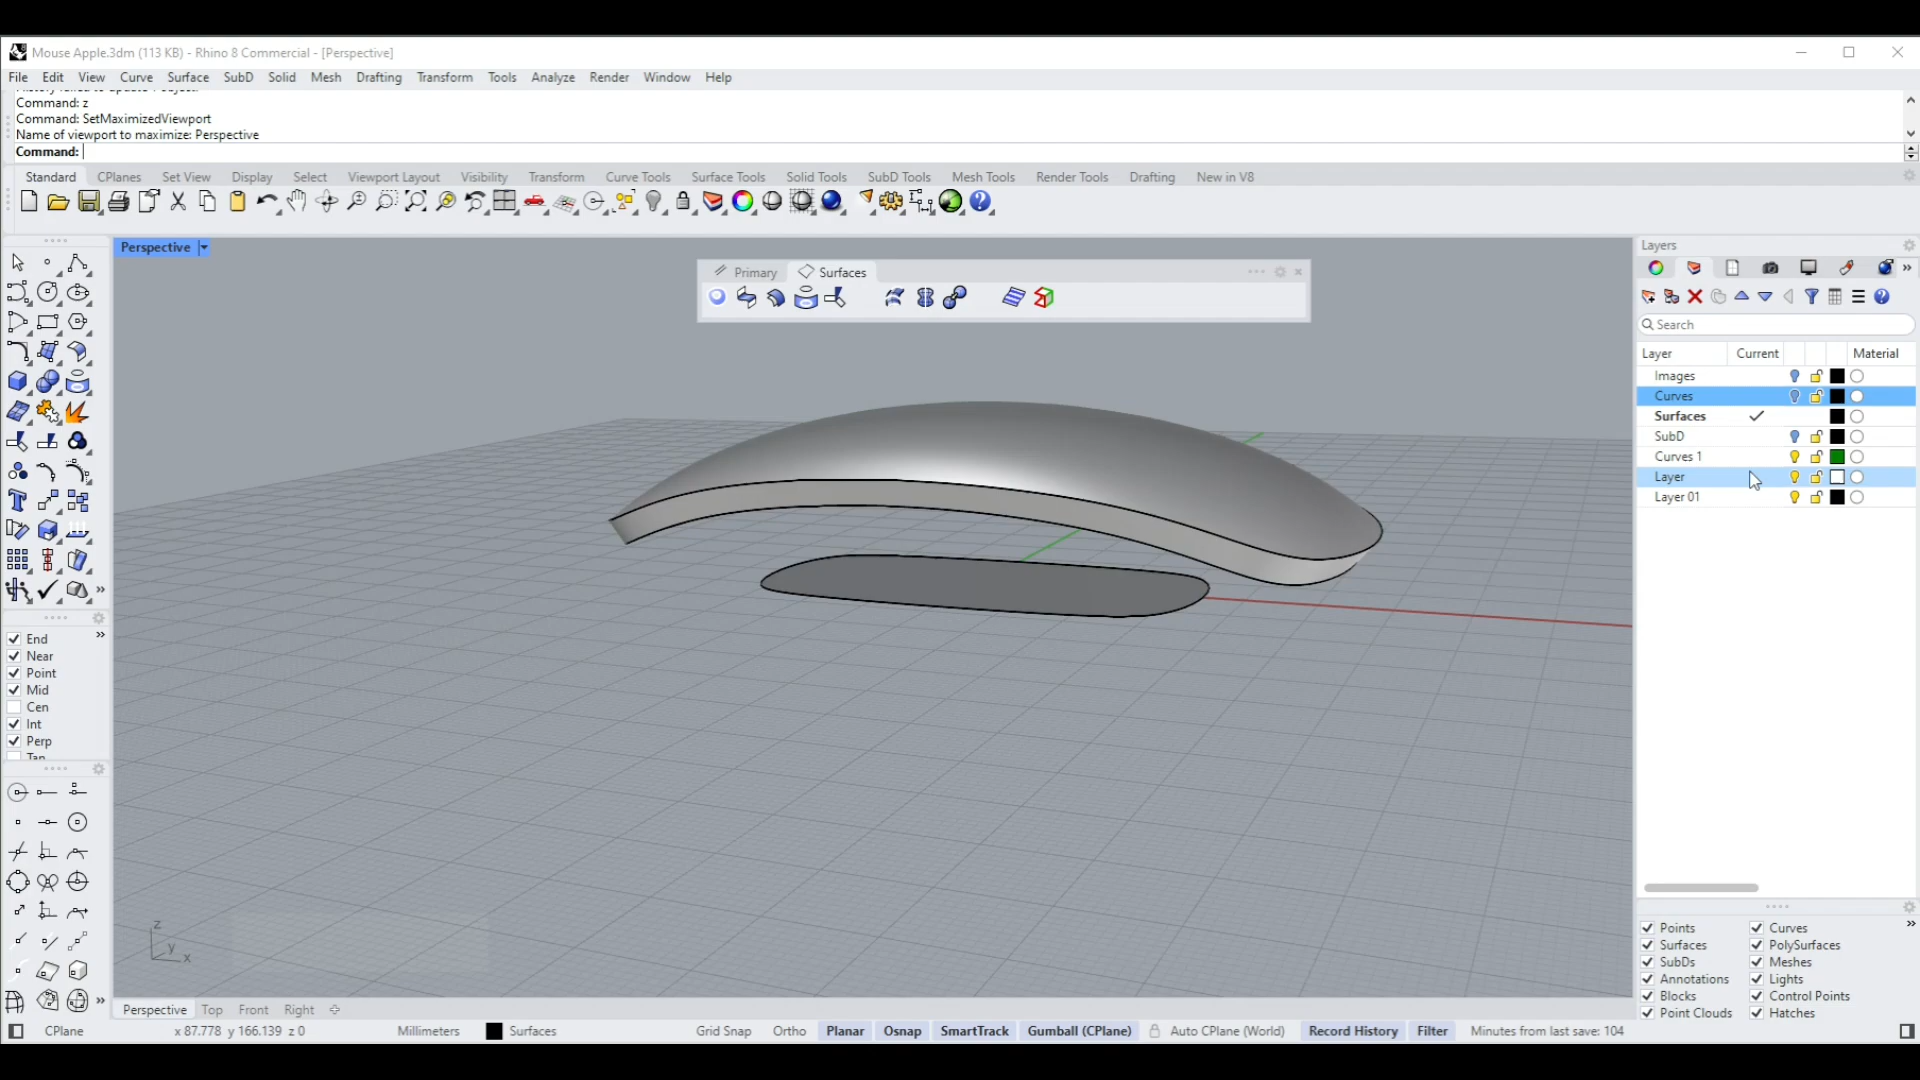 Mouse Apple.3dm (113 KB) - Rhino 8 Commercial - [Perspective]
File Edit View Curve Surface SubD Solid Mesh Drafting Transform Tools Analyze Render Window Help
Command: z
Command: SetMaximizedViewport
Name of viewport to maximize: Perspective
Command:
Standard CPlanes Set View Display Select Viewport Layout Visibility Transform Curve Tools Surface Tools Solid Tools SubD Tools Mesh Tools Render Tools Drafting New in V8
Perspective
Primary Surfaces
Layers
Search
Layer Current Material
Images
Curves
Surfaces
SubD
Curves 1
Layer
Layer 01
End
Near
Point
Mid
Cen
Int
Perp
Tan
z
y
x
Points Curves
Surfaces PolySurfaces
SubDs Meshes
Annotations Lights
Blocks Control Points
Point Clouds Hatches
Perspective Top Front Right
CPlane x 87.778 y 166.139 z 0 Millimeters Surfaces Grid Snap Ortho Planar Osnap SmartTrack Gumball (CPlane) Auto CPlane (World) Record History Filter Minutes from last save: 104